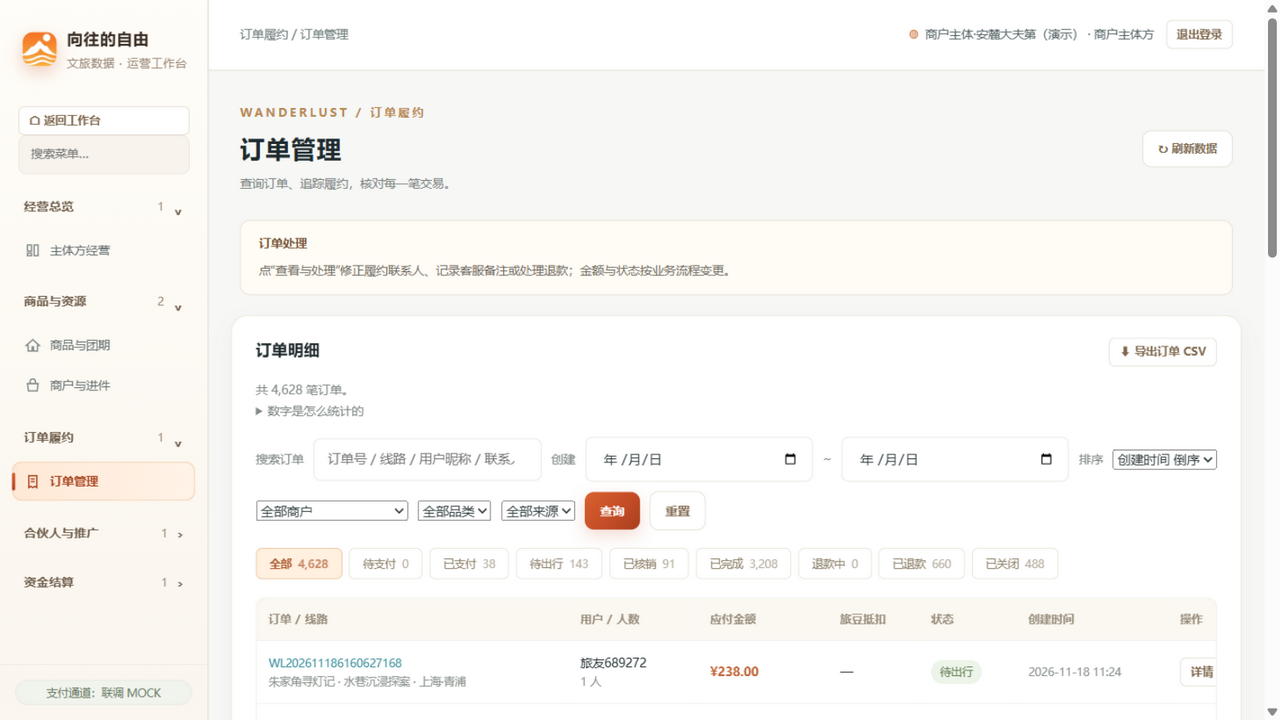 向往的自由
文旅数据 · 运营工作台
返回工作台
搜索菜单...
经营总览 1
主体方经营
商品与资源 2
商品与团期
商户与进件
订单履约 1
订单管理
合伙人与推广 1
资金结算 1
支付通道：联调 MOCK
订单履约 / 订单管理
商户主体·安麓大夫第（演示） · 商户主体方
退出登录
WANDERLUST / 订单履约
订单管理
查询订单、追踪履约，核对每一笔交易。
↻ 刷新数据
订单处理
点“查看与处理”修正履约联系人、记录客服备注或处理退款；金额与状态按业务流程变更。
订单明细
⬇ 导出订单 CSV
共 4,628 笔订单。
▶ 数字是怎么统计的
搜索订单 订单号 / 线路 / 用户昵称 / 联系 创建 年 /月/日 ~ 年 /月/日 排序 创建时间 倒序
全部商户 全部品类 全部来源 查询 重置
全部 4,628 待支付 0 已支付 38 待出行 143 已核销 91 已完成 3,208 退款中 0 已退款 660 已关闭 488
订单 / 线路 用户 / 人数 应付金额 旅豆抵扣 状态 创建时间 操作
WL202611186160627168 旅友689272 ¥238.00 — 待出行 2026-11-18 11:24 详情
朱家角寻灯记 · 水巷沉浸探案 · 上海·青浦 1 人